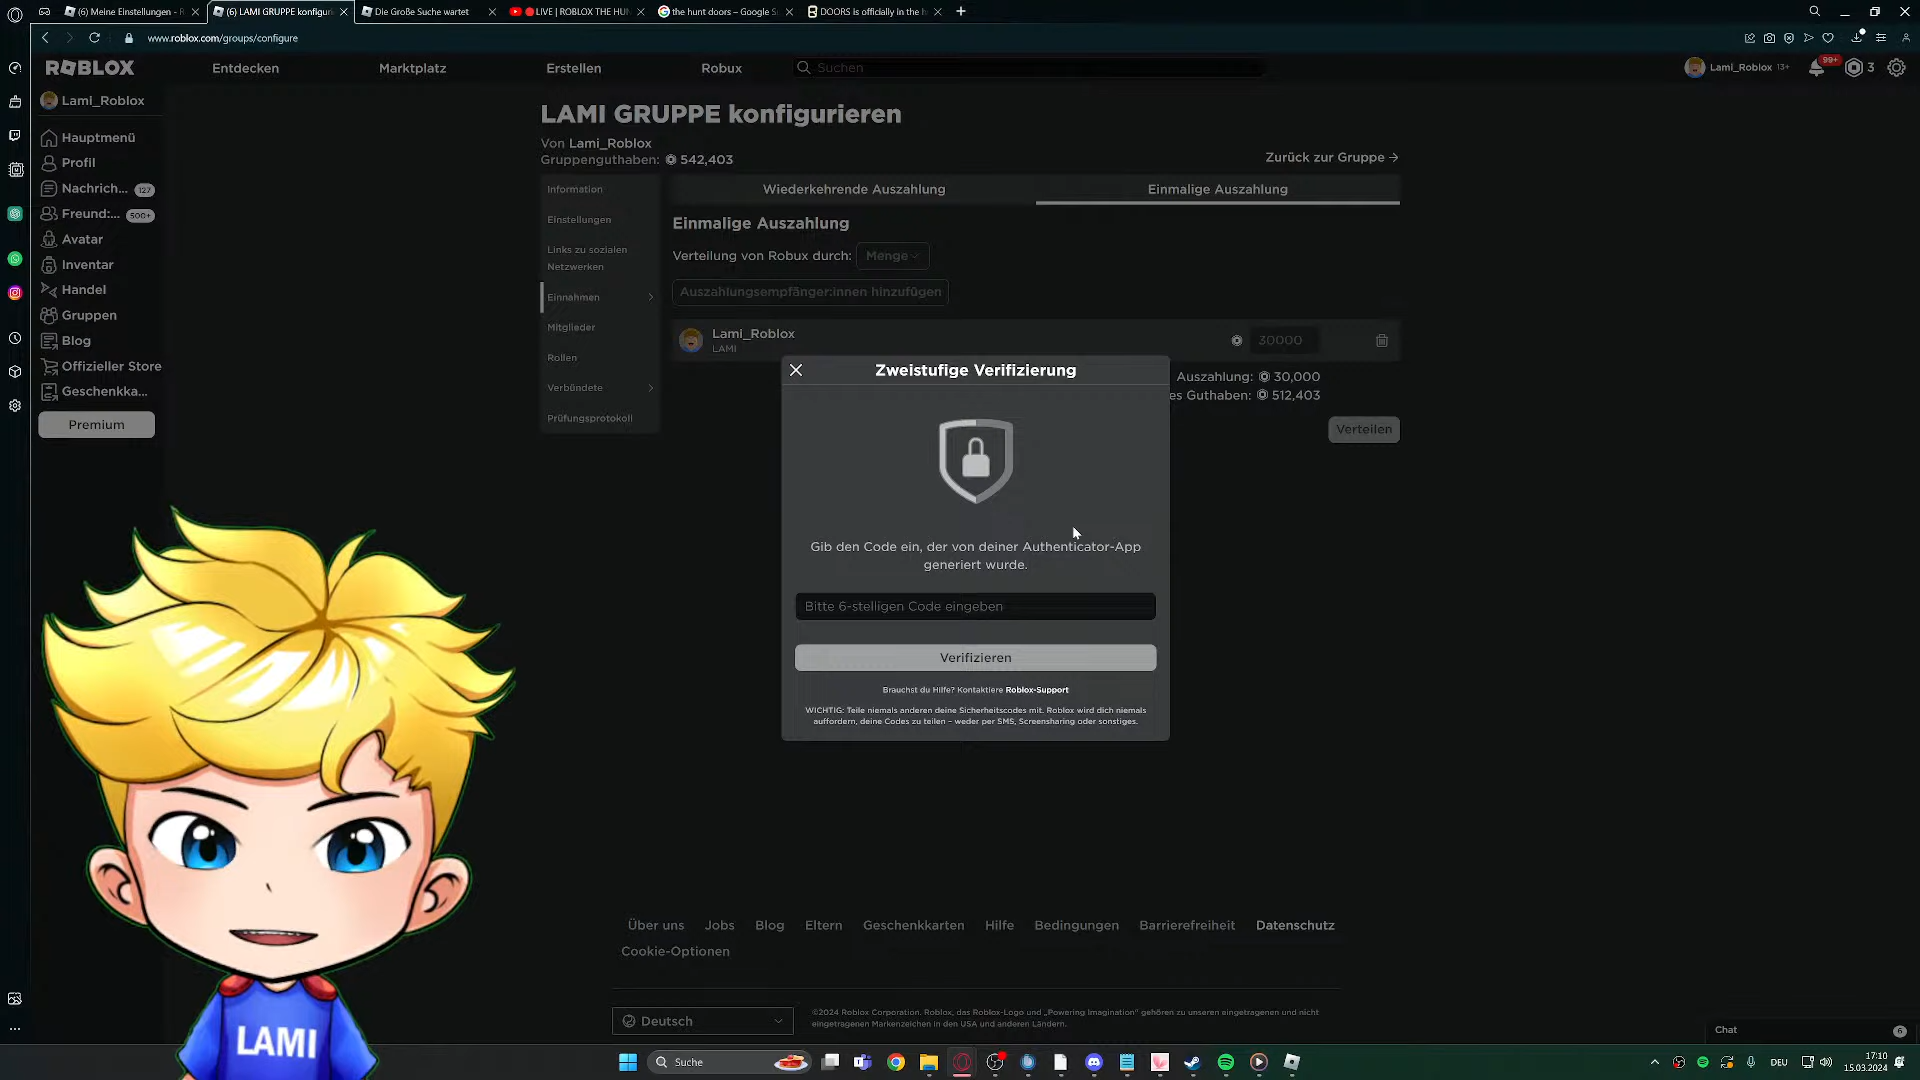 (6) Meine Einstellungen - R
(6) LAMI GRUPPE konfiguri
Die Große Suche wartet
LIVE | ROBLOX THE HUN
the hunt doors – Google S
DOORS is officially in the h
www.roblox.com/groups/configure
ROBLOX
Entdecken
Marktplatz
Erstellen
Robux
Suchen
Lami_Roblox 13+
99+
3
Lami_Roblox
Hauptmenü
Profil
Nachrich... 127
Freund:... 500+
Avatar
Inventar
Handel
Gruppen
Blog
Offizieller Store
Geschenkka...
Premium
LAMI GRUPPE konfigurieren
Von Lami_Roblox
Gruppenguthaben: 542,403
Zurück zur Gruppe →
Information
Einstellungen
Links zu sozialen
Netzwerken
Einnahmen
Mitglieder
Rollen
Verbündete
Prüfungsprotokoll
Wiederkehrende Auszahlung
Einmalige Auszahlung
Einmalige Auszahlung
Verteilung von Robux durch: Menge
Auszahlungsempfänger:innen hinzufügen
Lami_Roblox
LAMI
30000
Auszahlung: 30,000
es Guthaben: 512,403
Verteilen
Zweistufige Verifizierung
Gib den Code ein, der von deiner Authenticator-App
generiert wurde.
Bitte 6-stelligen Code eingeben
Verifizieren
Brauchst du Hilfe? Kontaktiere Roblox-Support
WICHTIG: Teile niemals anderen deine Sicherheitscodes mit. Roblox wird dich niemals
auffordern, deine Codes zu teilen – weder per SMS, Screensharing oder sonstiges.
LAMI
Über uns
Jobs
Blog
Eltern
Geschenkkarten
Hilfe
Bedingungen
Barrierefreiheit
Datenschutz
Cookie-Optionen
Deutsch
©2024 Roblox Corporation. Roblox, das Roblox-Logo und „Powering Imagination“ gehören zu unseren eingetragenen und nicht
eingetragenen Markenzeichen in den USA und anderen Ländern.
Chat
6
Suche
DEU
17:10
15.03.2024